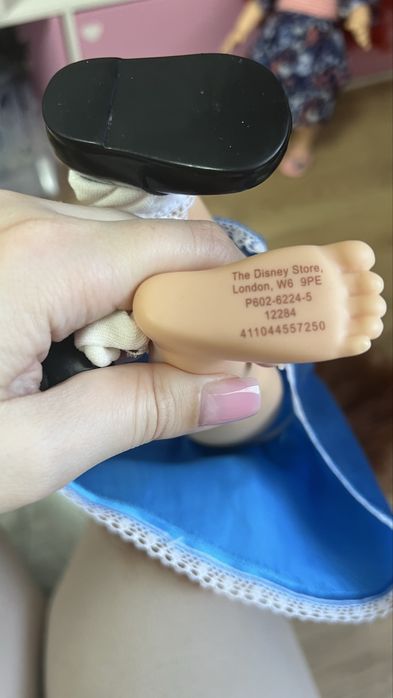 The Disney Store,
London, W6 9PE
P602-6224-5
12284
411044557250